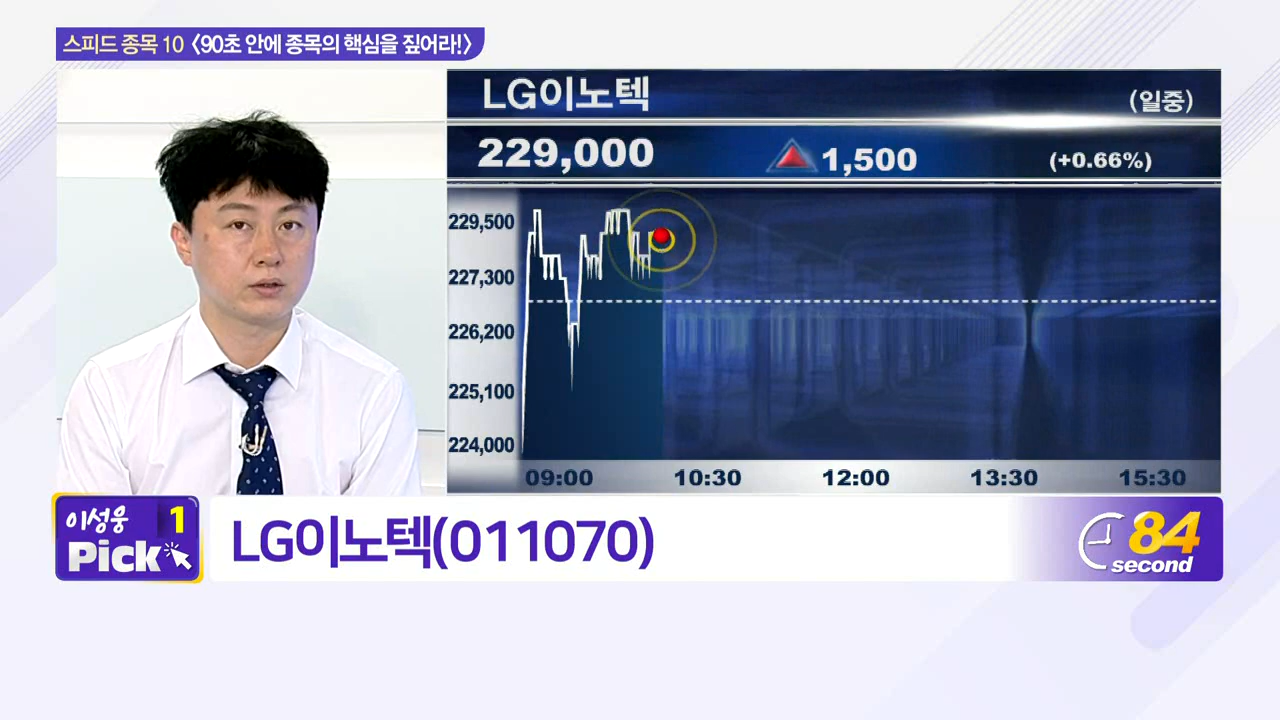 스피드 종목 10 〈90초 안에 종목의 핵심을 짚어라!〉
LG이노텍
(일중)
229,000
1,500
(+0.66%)
229,500
227,300
226,200
225,100
224,000
09:00 10:30 12:00 13:30 15:30
이성웅 1
Pick
LG이노텍(011070)
84
second